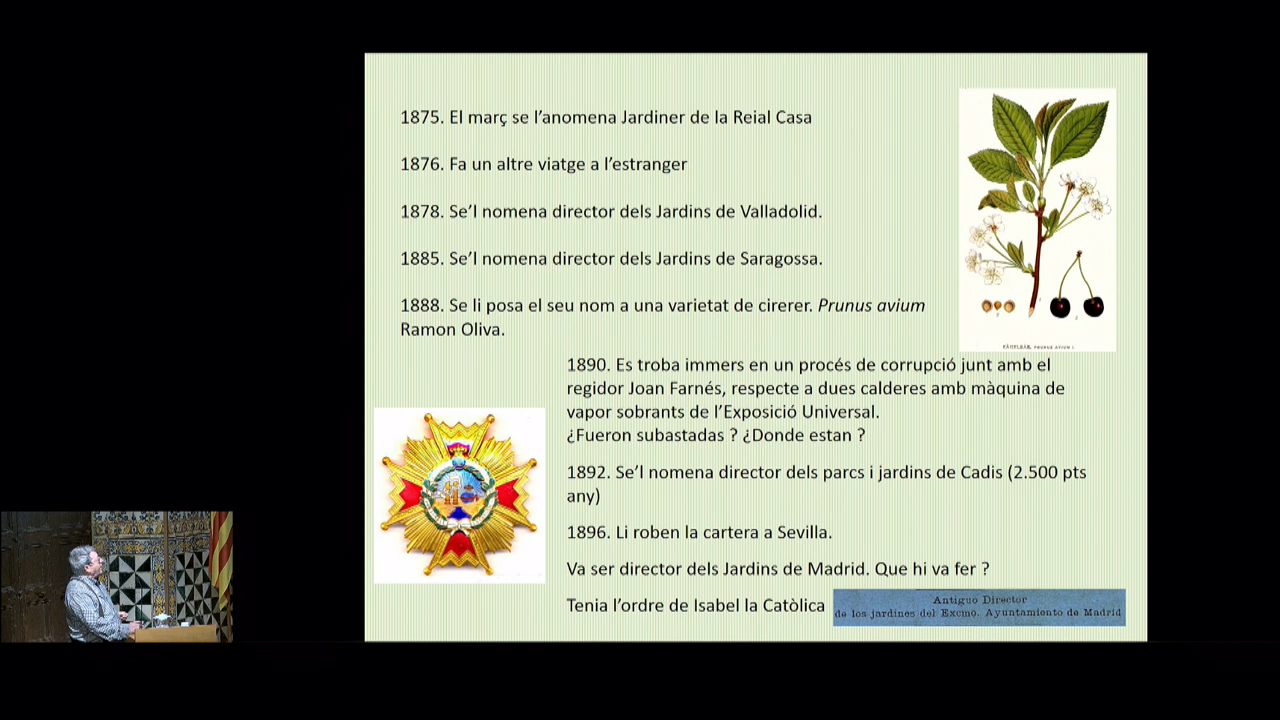 1875. El març se l’anomena Jardiner de la Reial Casa
1876. Fa un altre viatge a l’estranger
1878. Se’l nomena director dels Jardins de Valladolid.
1885. Se’l nomena director dels Jardins de Saragossa.
1888. Se li posa el seu nom a una varietat de cirerer. Prunus avium
Ramon Oliva.
1890. Es troba immers en un procés de corrupció junt amb el
regidor Joan Farnés, respecte a dues calderes amb màquina de
vapor sobrants de l’Exposició Universal.
¿Fueron subastadas ? ¿Donde estan ?
1892. Se’l nomena director dels parcs i jardins de Cadis (2.500 pts
any)
1896. Li roben la cartera a Sevilla.
Va ser director dels Jardins de Madrid. Que hi va fer ?
Tenia l’ordre de Isabel la Catòlica
Antiguo Director
de los jardines del Excmo. Ayuntamiento de Madrid